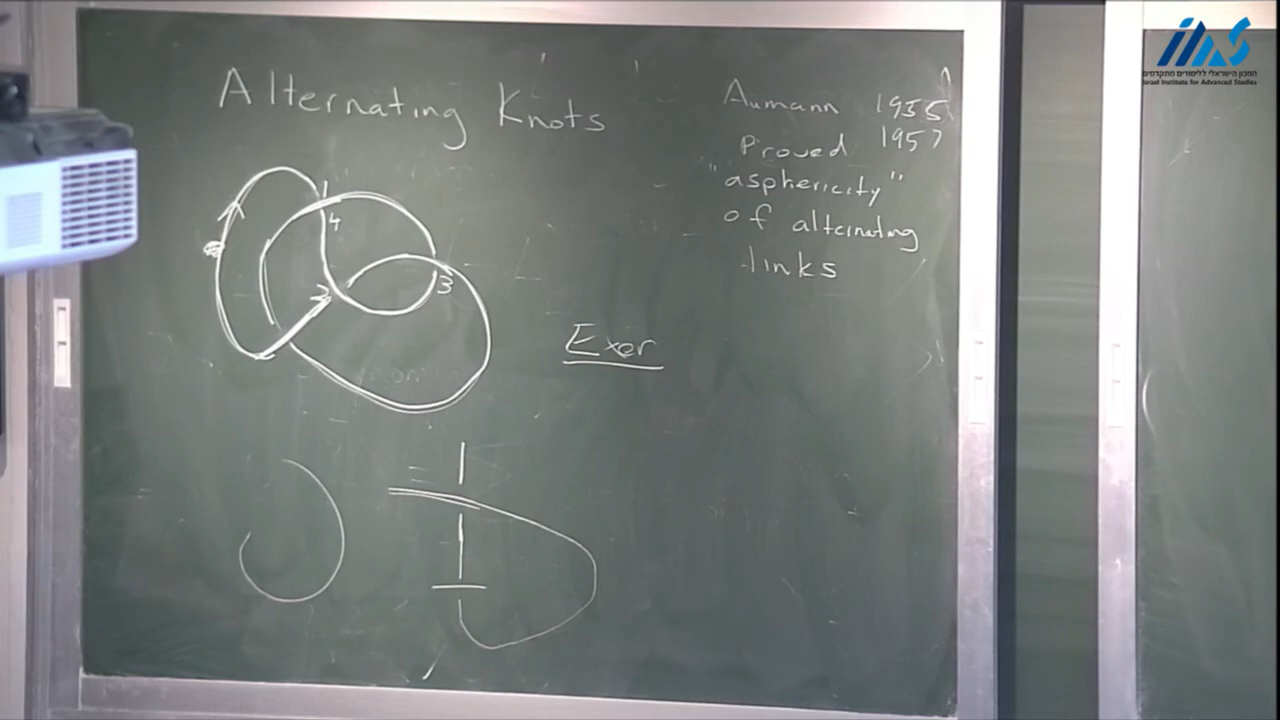 Alternating Knots
Aumann 1955
Proved 1957
"asphericity"
of alternating
links
1
4
2
3
Exer
המכון הישראלי ללימודים מתקדמים
Israel Institute for Advanced Studies